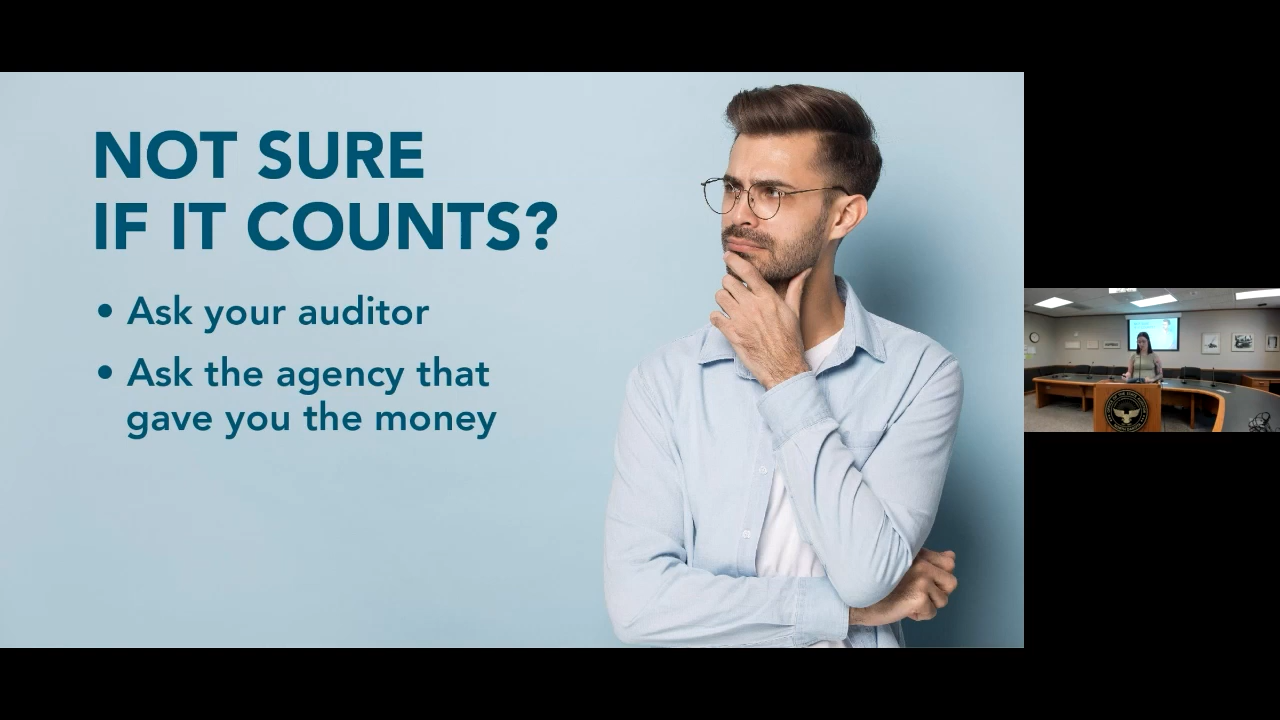 NOT SURE
IF IT COUNTS?
• Ask your auditor
• Ask the agency that
gave you the money